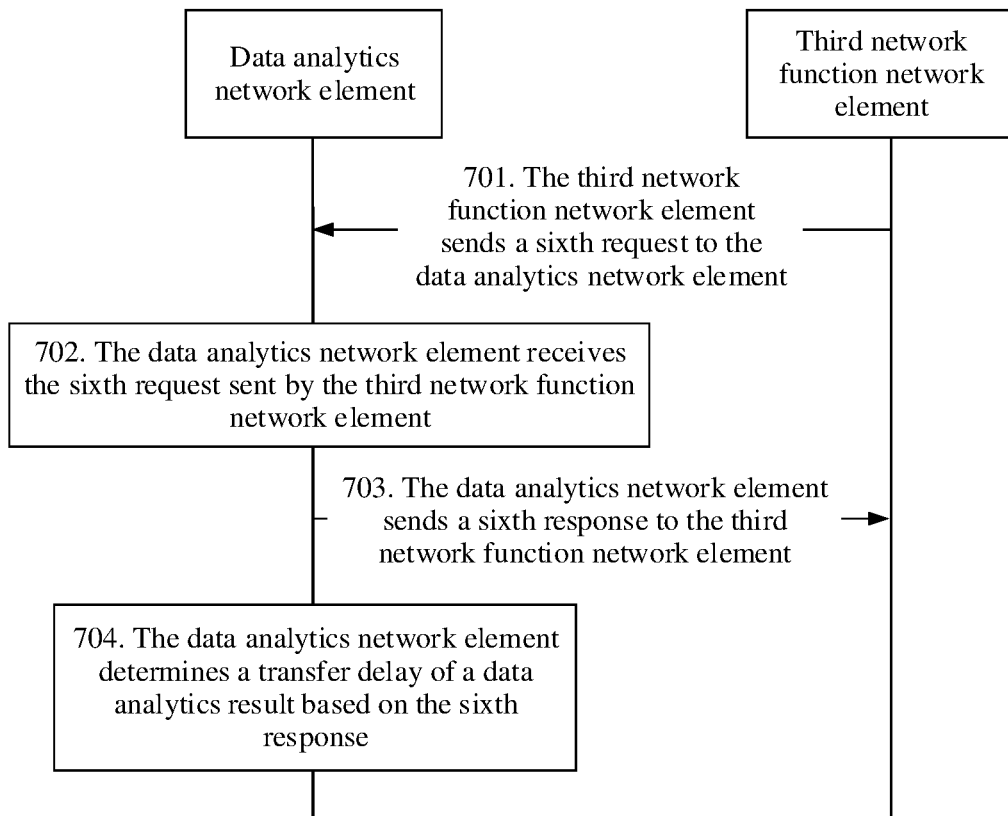 Data analytics
network element
Third network
function network
element
701. The third network
function network element
sends a sixth request to the
data analytics network element
702. The data analytics network element receives
the sixth request sent by the third network function
network element
703. The data analytics network element
sends a sixth response to the third
network function network element
704. The data analytics network element
determines a transfer delay of a data
analytics result based on the sixth
response